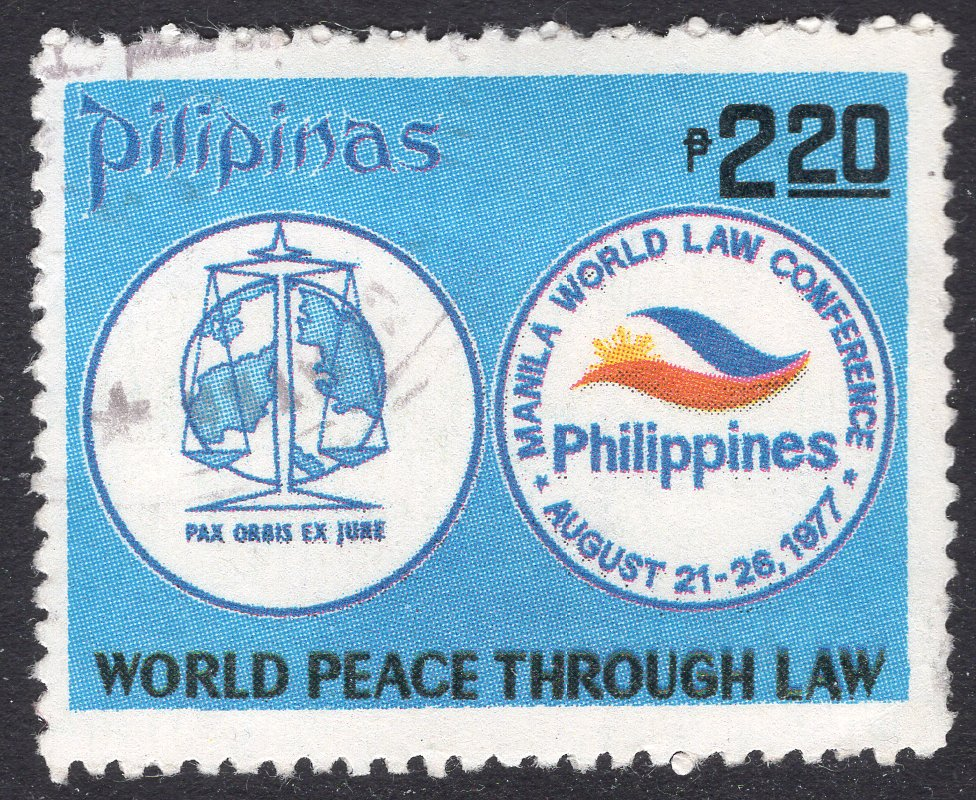 Pilipinas
₱2.20
PAX ORBIS EX JURE
MANILA WORLD LAW CONFERENCE
Philippines
* AUGUST 21-26, 1977 *
WORLD PEACE THROUGH LAW